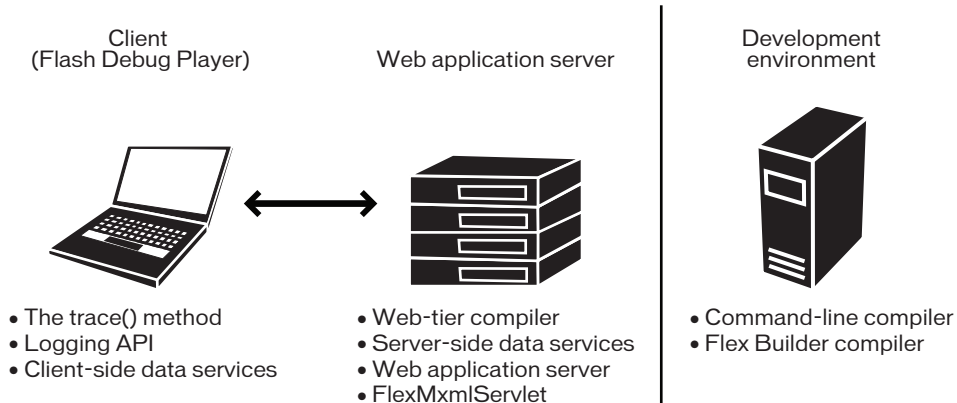 Client
(Flash Debug Player)
• The trace() method
• Logging API
• Client-side data services
Web application server
• Web-tier compiler
• Server-side data services
• Web application server
• FlexMxmlServlet
Development
environment
• Command-line compiler
• Flex Builder compiler